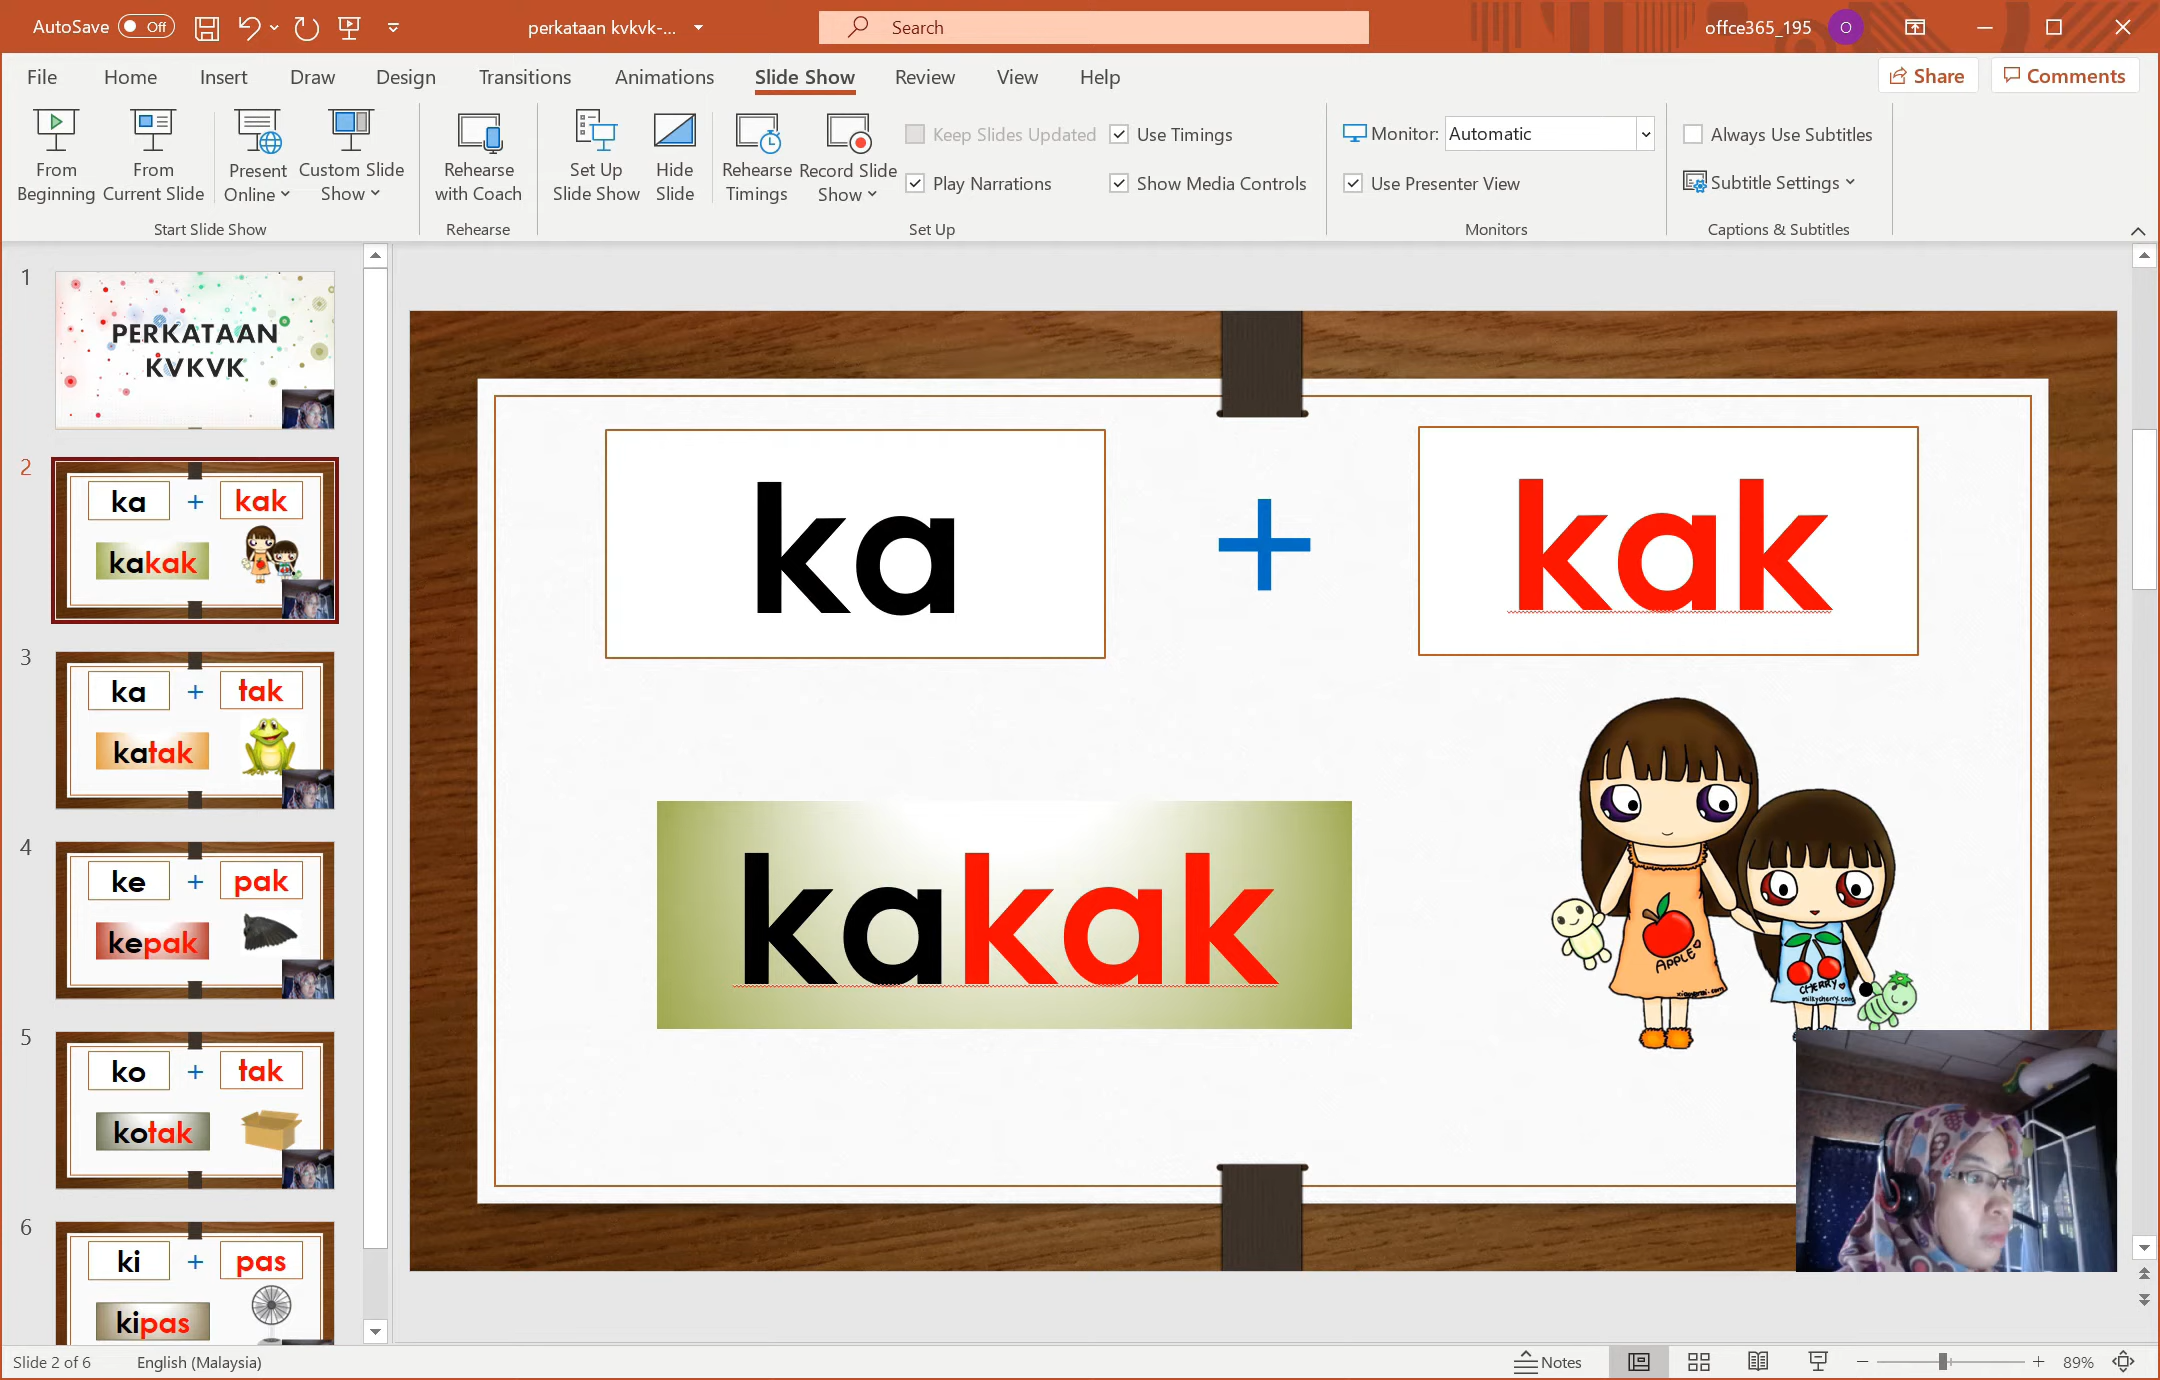 AutoSave Off
perkataan kvkvk-...
Search
offce365_195
O
File Home Insert Draw Design Transitions Animations Slide Show Review View Help
Share
Comments
From Beginning
From Current Slide
Present Online
Custom Slide Show
Rehearse with Coach
Set Up Slide Show
Hide Slide
Rehearse Timings
Record Slide Show
Keep Slides Updated
Use Timings
Play Narrations
Show Media Controls
Monitor: Automatic
Use Presenter View
Always Use Subtitles
Subtitle Settings
Start Slide Show
Rehearse
Set Up
Monitors
Captions & Subtitles
1
PERKATAAN
KVKVK
2
ka + kak
kakak
3
ka + tak
katak
4
ke + pak
kepak
5
ko + tak
kotak
6
ki + pas
kipas
ka + kak
kakak
APPLE
CHERRY
milkycherry.com
Slide 2 of 6
English (Malaysia)
Notes
89%